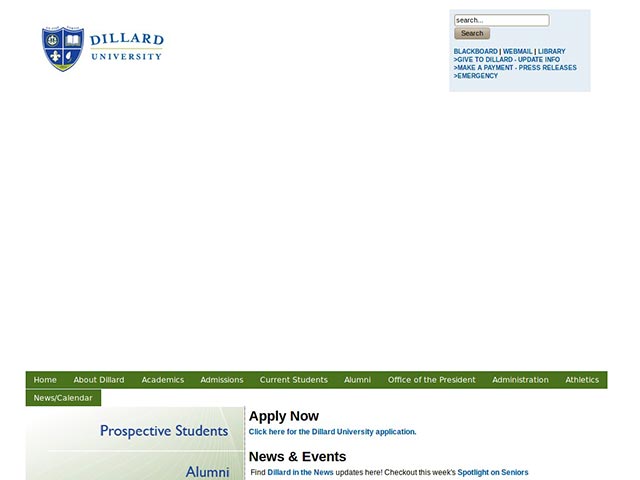 DILLARD
UNIVERSITY
search...
Search
BLACKBOARD | WEBMAIL | LIBRARY
>GIVE TO DILLARD - UPDATE INFO
>MAKE A PAYMENT - PRESS RELEASES
>EMERGENCY
Home About Dillard Academics Admissions Current Students Alumni Office of the President Administration Athletics
News/Calendar
Prospective Students
Alumni
Apply Now
Click here for the Dillard University application.
News & Events
Find Dillard in the News updates here! Checkout this week's Spotlight on Seniors